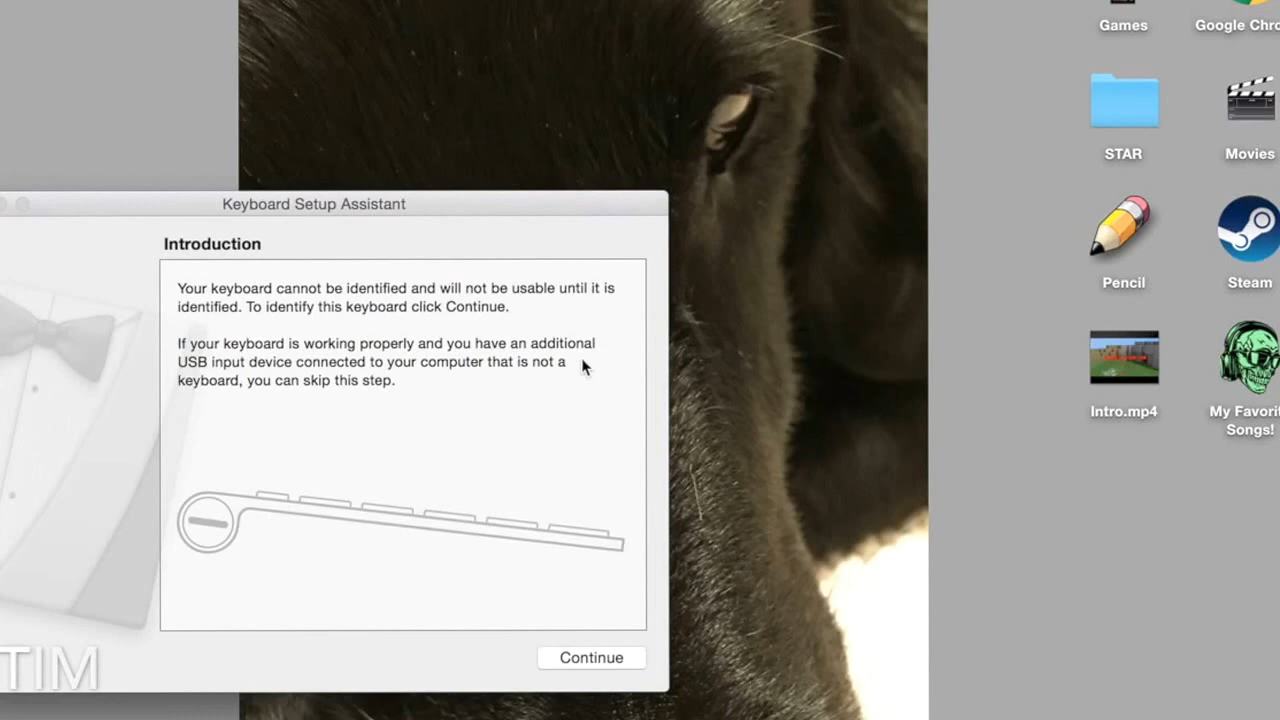 Games
Google Chro
STAR
Movies
Keyboard Setup Assistant
Introduction
Your keyboard cannot be identified and will not be usable until it is
identified. To identify this keyboard click Continue.
If your keyboard is working properly and you have an additional
USB input device connected to your computer that is not a
keyboard, you can skip this step.
Pencil
Steam
Intro.mp4
My Favorit
Songs!
Continue
TIM